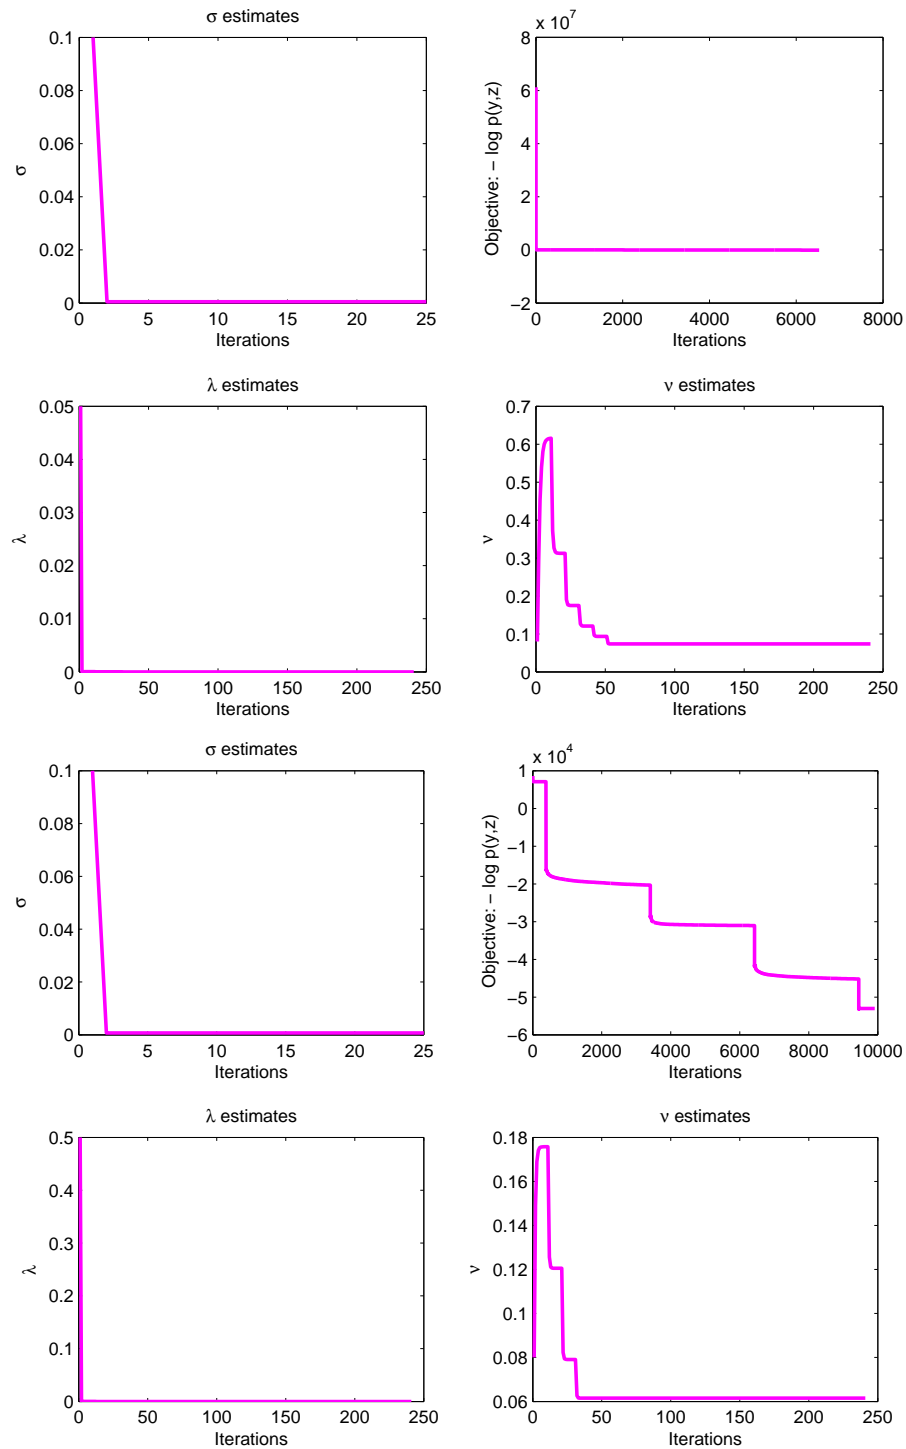 σ estimates
0.1
0.08
0.06
0.04
0.02
0
σ
0 5 10 15 20 25
Iterations
x 10^7
8
6
4
2
0
−2
Objective: − log p(y,z)
0 2000 4000 6000 8000
Iterations
λ estimates
0.05
0.04
0.03
0.02
0.01
0
λ
0 50 100 150 200 250
Iterations
ν estimates
0.7
0.6
0.5
0.4
0.3
0.2
0.1
0
ν
0 50 100 150 200 250
Iterations
σ estimates
0.1
0.08
0.06
0.04
0.02
0
σ
0 5 10 15 20 25
Iterations
x 10^4
1
0
−1
−2
−3
−4
−5
−6
Objective: − log p(y,z)
0 2000 4000 6000 8000 10000
Iterations
λ estimates
0.5
0.4
0.3
0.2
0.1
0
λ
0 50 100 150 200 250
Iterations
ν estimates
0.18
0.16
0.14
0.12
0.1
0.08
0.06
ν
0 50 100 150 200 250
Iterations